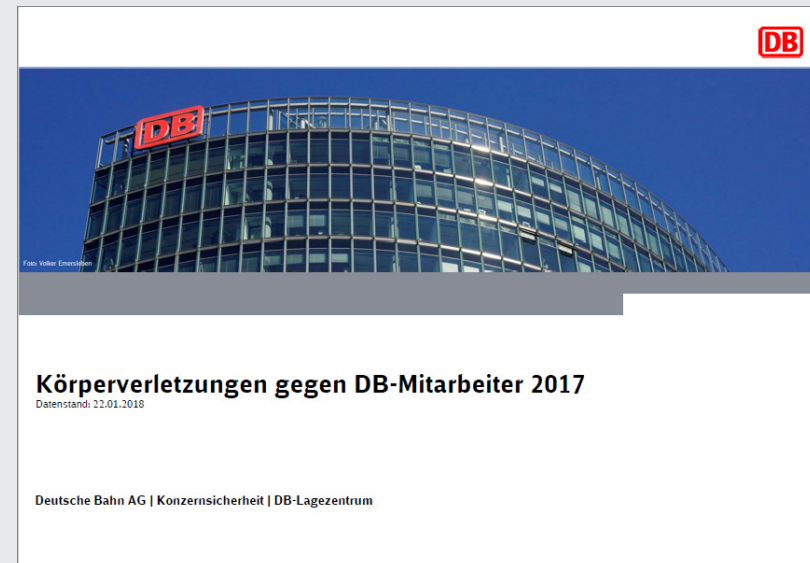 DB
DB
Foto: Volker Emersleben
Körperverletzungen gegen DB-Mitarbeiter 2017
Datenstand: 22.01.2018
Deutsche Bahn AG | Konzernsicherheit | DB-Lagezentrum